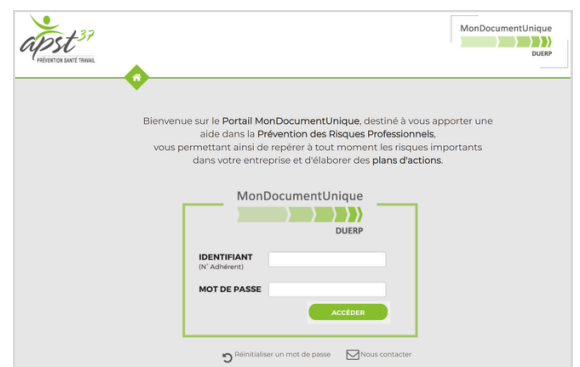 apst 37
PRÉVENTION SANTÉ TRAVAIL
MonDocumentUnique
DUERP
Bienvenue sur le Portail MonDocumentUnique, destiné à vous apporter une
aide dans la Prévention des Risques Professionnels,
vous permettant ainsi de repérer à tout moment les risques importants
dans votre entreprise et d'élaborer des plans d'actions.
MonDocumentUnique
DUERP
IDENTIFIANT
(N° Adhérent)
MOT DE PASSE
ACCÉDER
Réinitialiser un mot de passe
Nous contacter